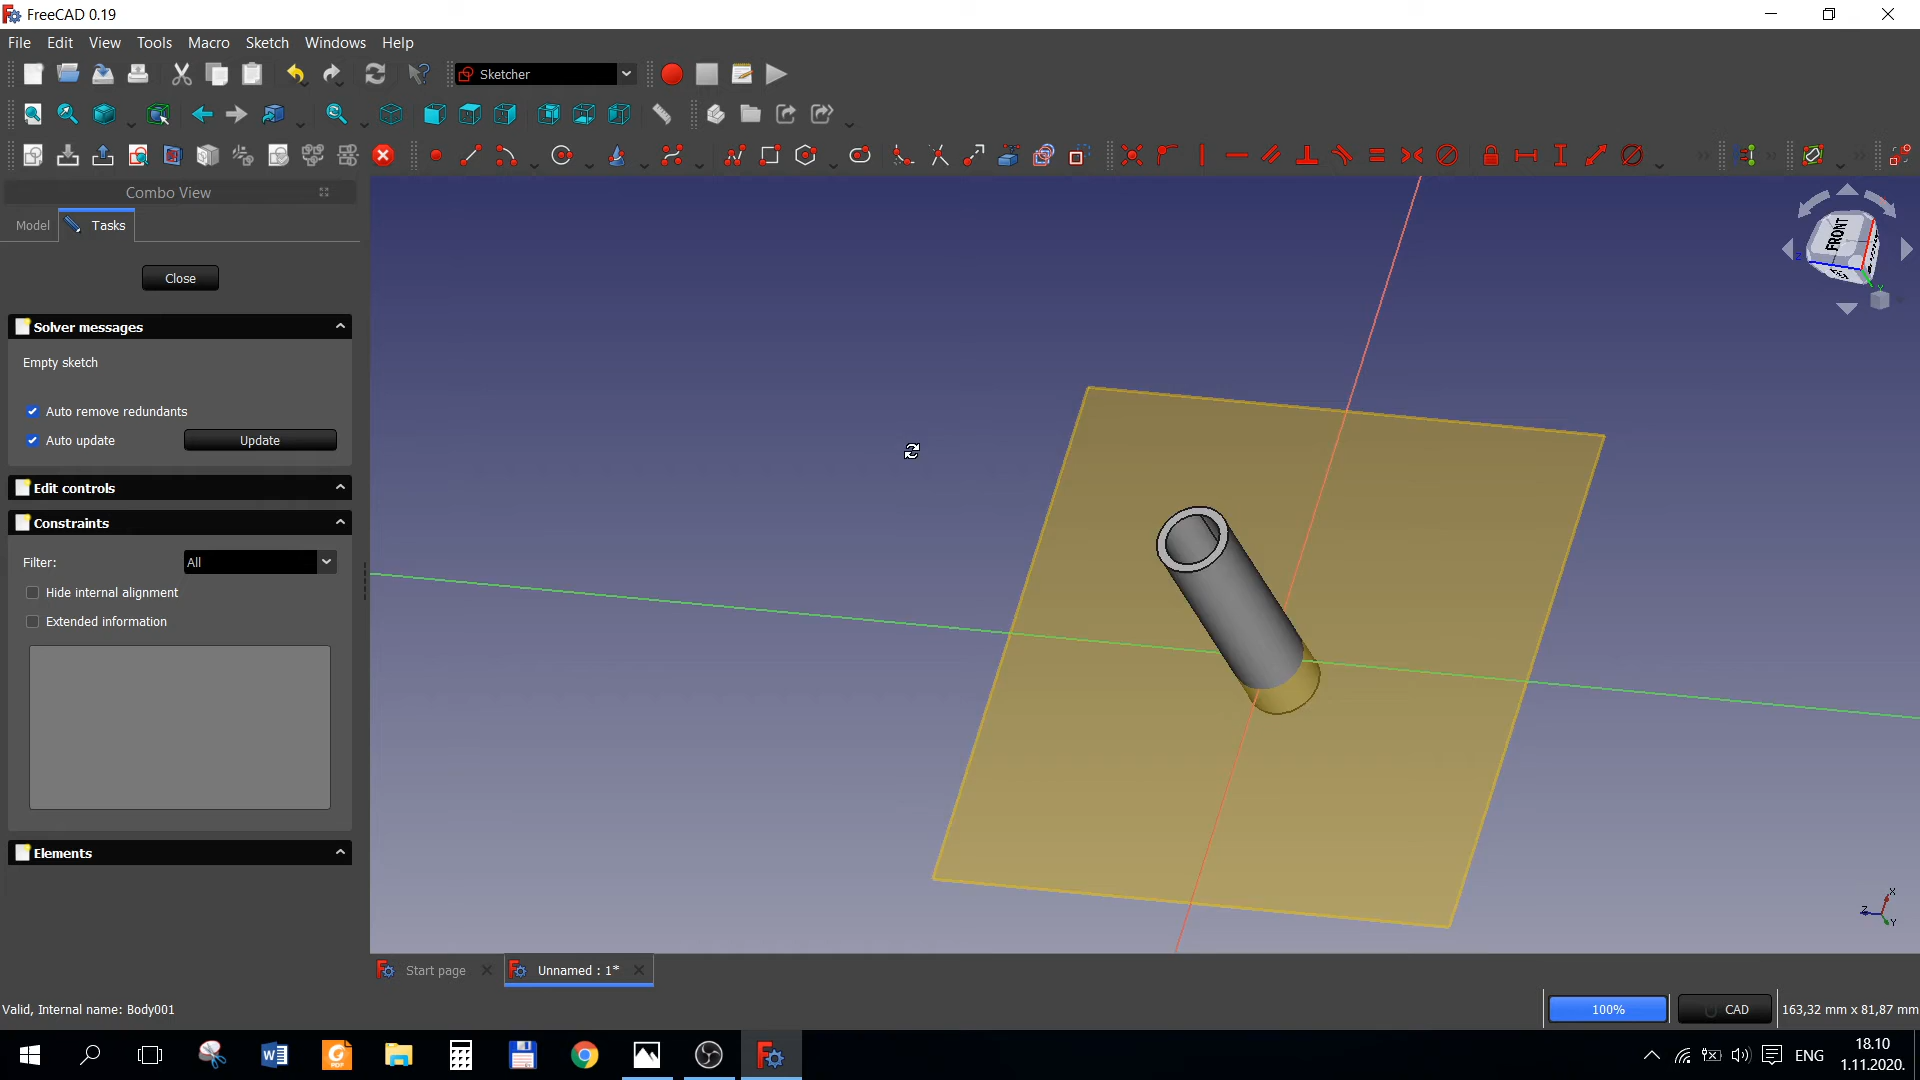 FreeCAD 0.19
File Edit View Tools Macro Sketch Windows Help
Sketcher
Combo View
Model Tasks
Close
Solver messages
Empty sketch
Auto remove redundants
Auto update Update
Edit controls
Constraints
Filter: All
Hide internal alignment
Extended information
Elements
FRONT
Z
Y
X
Z
Y
Start page Unnamed : 1*
Valid, Internal name: Body001
100% CAD 163,32 mm x 81,87 mm
ENG
18.10
1.11.2020.